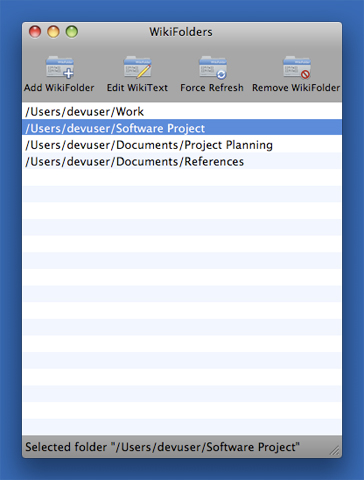 WikiFolders
Add WikiFolder Edit WikiText Force Refresh Remove WikiFolder
/Users/devuser/Work
/Users/devuser/Software Project
/Users/devuser/Documents/Project Planning
/Users/devuser/Documents/References
Selected folder "/Users/devuser/Software Project"